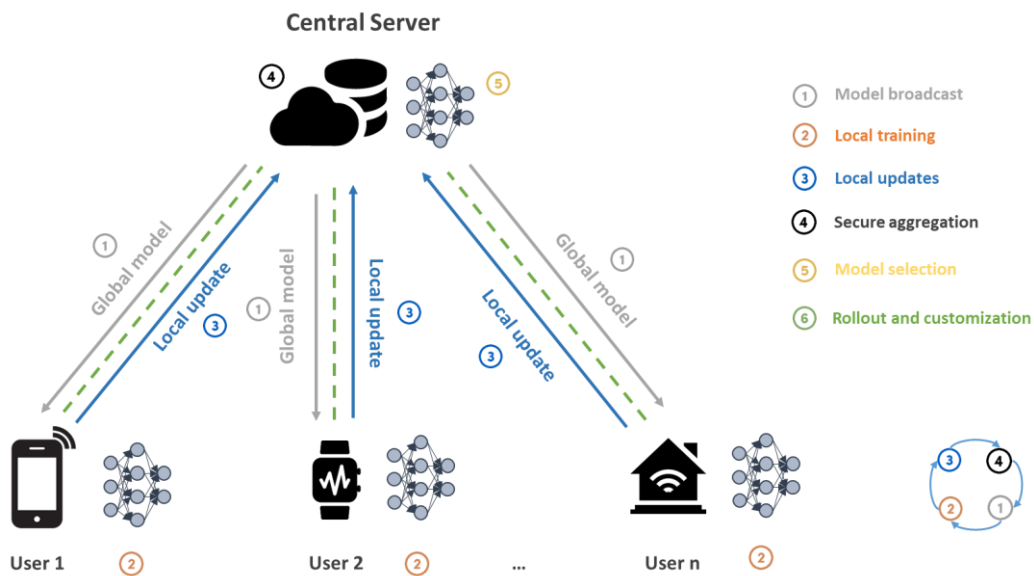 Central Server
4
5
1 Model broadcast
2 Local training
3 Local updates
4 Secure aggregation
5 Model selection
6 Rollout and customization
1
Global model
Local update
3
1
Global model
Local update
3
1
Global model
Local update
3
User 1
2
User 2
2
...
User n
2
3
4
2
1